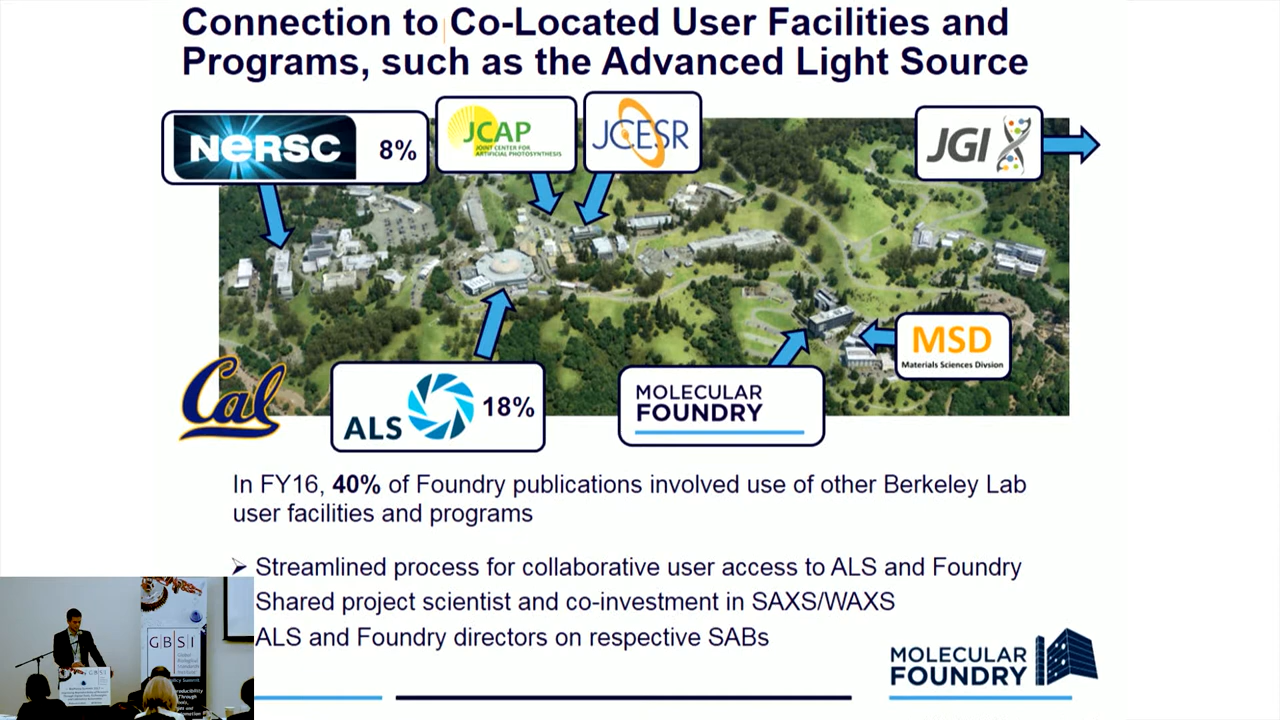 Connection to Co-Located User Facilities and
Programs, such as the Advanced Light Source
NeRSC 8%
JCAP
JOINT CENTER FOR
ARTIFICIAL PHOTOSYNTHESIS
JCESR
JGI
MSD
Materials Sciences Divsion
Cal
ALS 18%
MOLECULAR
FOUNDRY
In FY16, 40% of Foundry publications involved use of other Berkeley Lab
user facilities and programs
Streamlined process for collaborative user access to ALS and Foundry
Shared project scientist and co-investment in SAXS/WAXS
ALS and Foundry directors on respective SABs
GBSI
GBSI
MOLECULAR
FOUNDRY